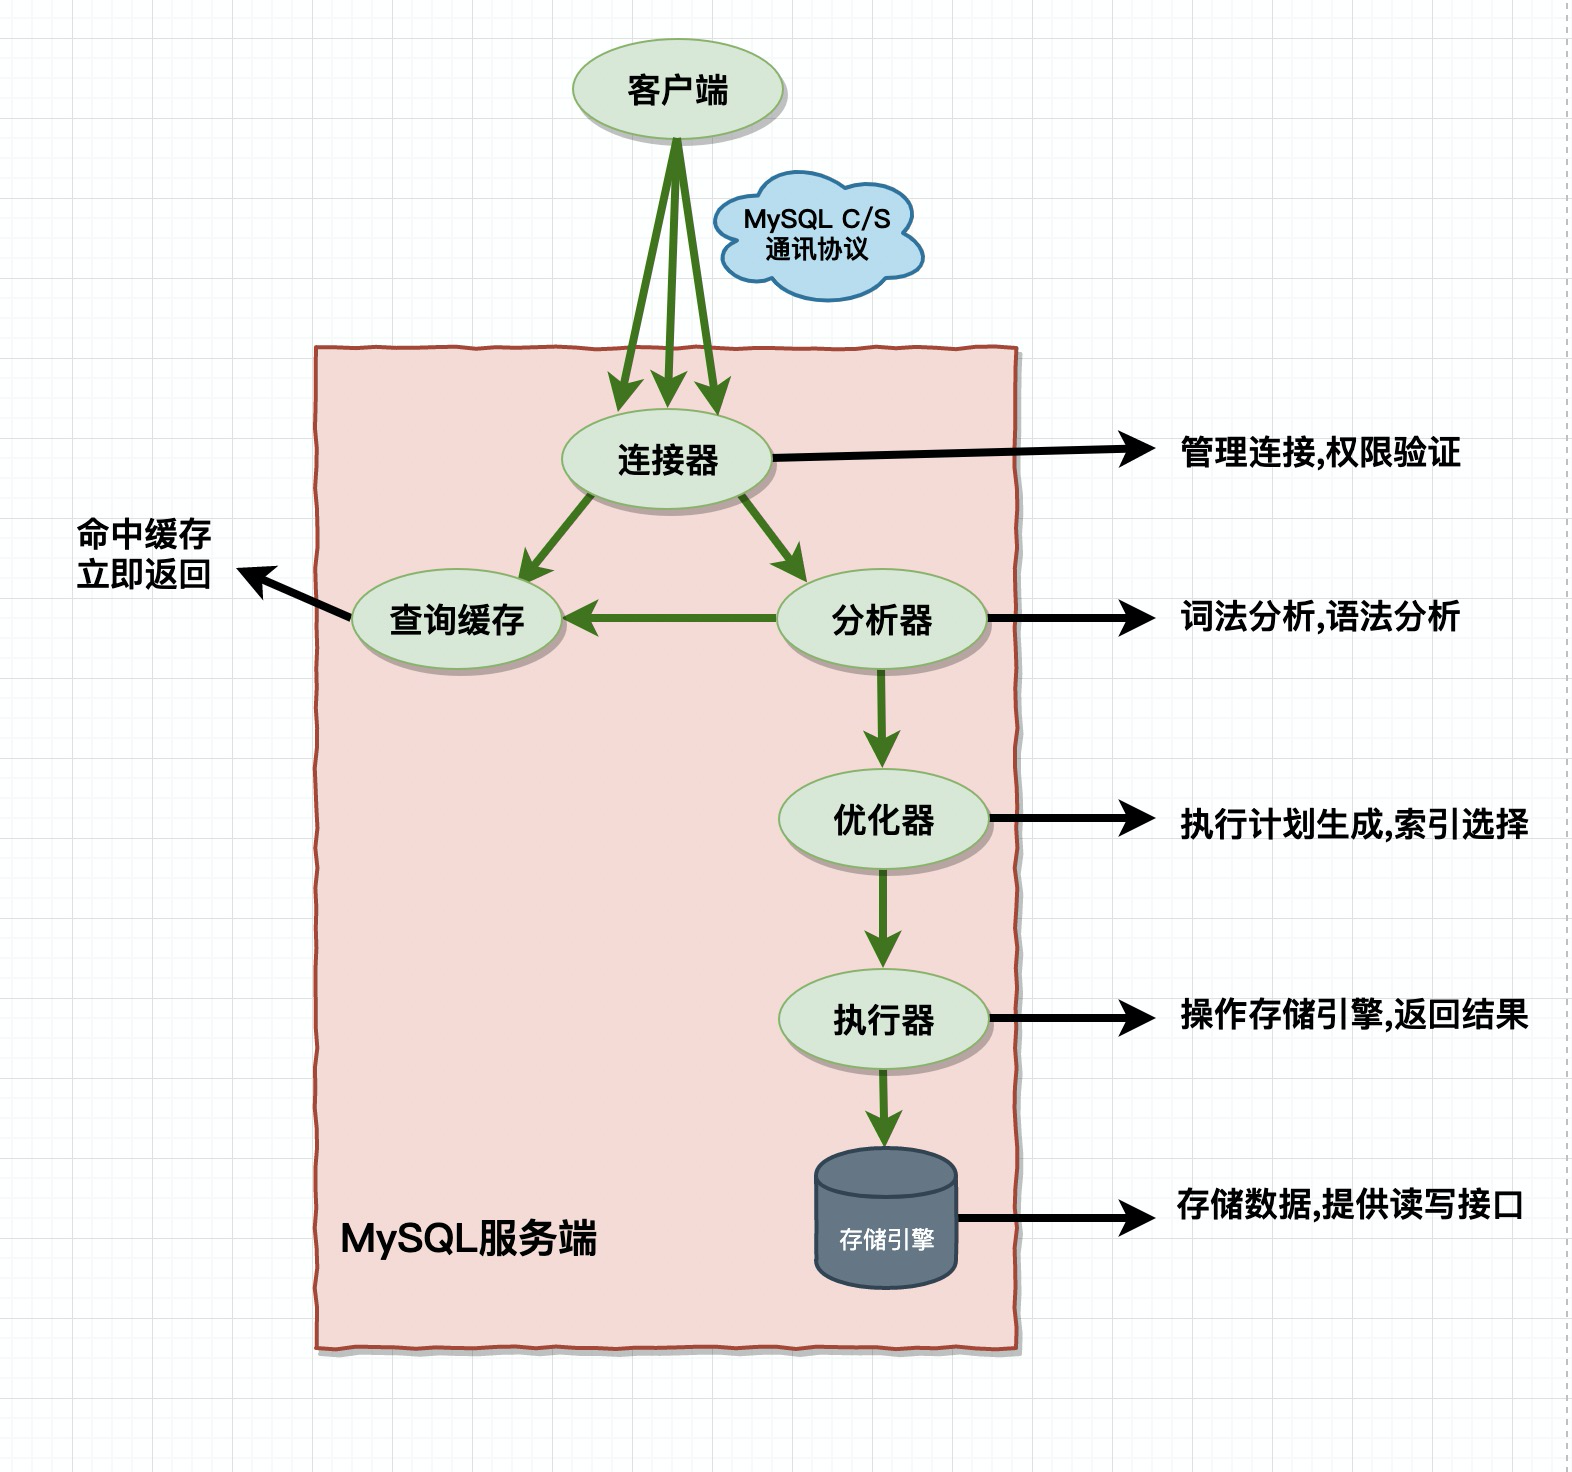 客户端
MySQL C/S
通讯协议
连接器
管理连接,权限验证
命中缓存
立即返回
查询缓存
分析器
词法分析,语法分析
优化器
执行计划生成,索引选择
执行器
操作存储引擎,返回结果
存储引擎
存储数据,提供读写接口
MySQL服务端